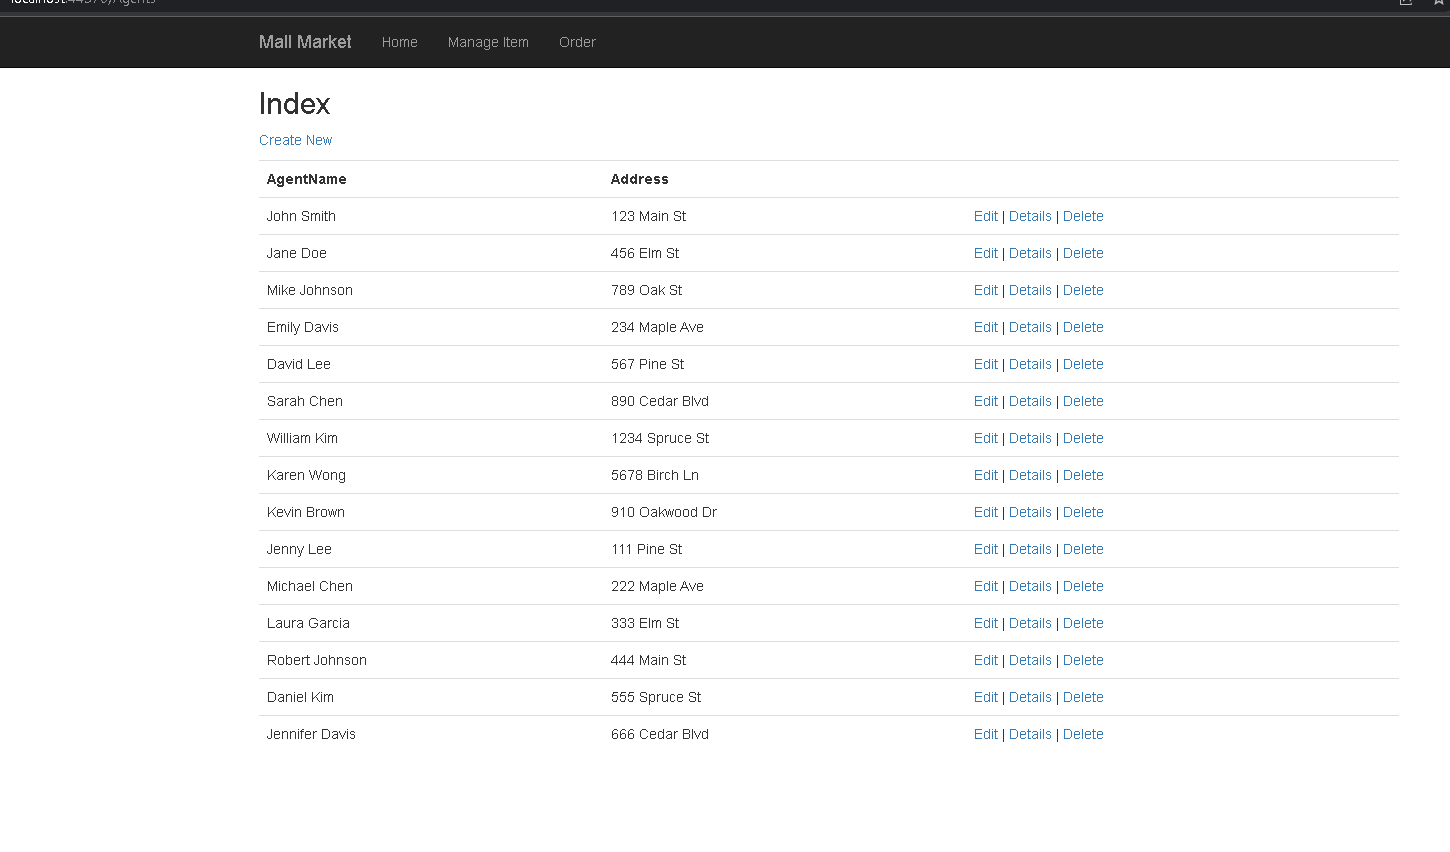 Mall Market Home Manage Item Order
Index
Create New
AgentName Address
John Smith 123 Main St Edit | Details | Delete
Jane Doe 456 Elm St Edit | Details | Delete
Mike Johnson 789 Oak St Edit | Details | Delete
Emily Davis 234 Maple Ave Edit | Details | Delete
David Lee 567 Pine St Edit | Details | Delete
Sarah Chen 890 Cedar Blvd Edit | Details | Delete
William Kim 1234 Spruce St Edit | Details | Delete
Karen Wong 5678 Birch Ln Edit | Details | Delete
Kevin Brown 910 Oakwood Dr Edit | Details | Delete
Jenny Lee 111 Pine St Edit | Details | Delete
Michael Chen 222 Maple Ave Edit | Details | Delete
Laura Garcia 333 Elm St Edit | Details | Delete
Robert Johnson 444 Main St Edit | Details | Delete
Daniel Kim 555 Spruce St Edit | Details | Delete
Jennifer Davis 666 Cedar Blvd Edit | Details | Delete